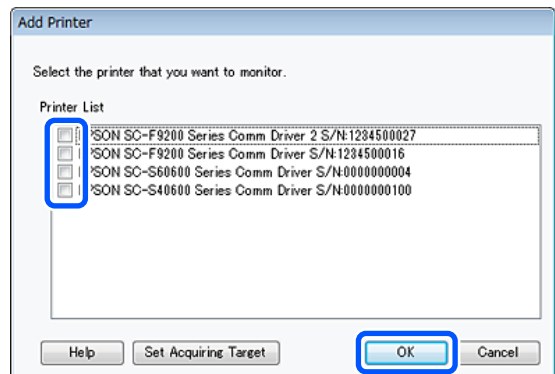 Add Printer
Select the printer that you want to monitor.
Printer List
PSON SC-F9200 Series Comm Driver 2 S/N:1234500027
PSON SC-F9200 Series Comm Driver S/N:1234500016
PSON SC-S60600 Series Comm Driver S/N:0000000004
PSON SC-S40600 Series Comm Driver S/N:0000000100
Help Set Acquiring Target OK Cancel